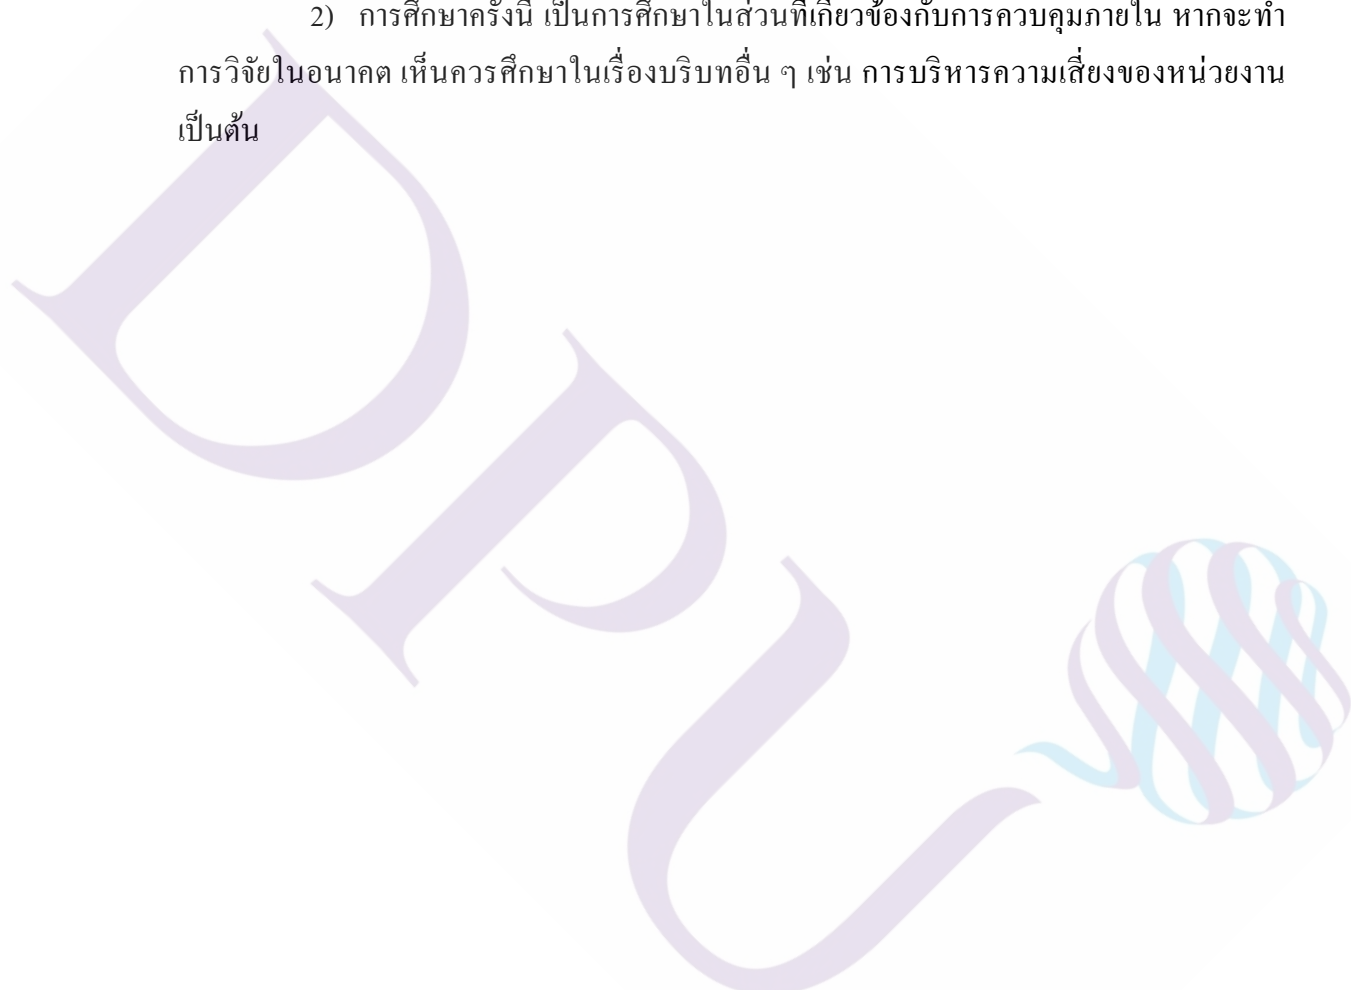 2) การศึกษาครั้งนี้ เป็นการศึกษาในส่วนที่เกี่ยวข้องกับการควบคุมภายใน หากจะทำ
การวิจัยในอนาคต เห็นควรศึกษาในเรื่องบริบทอื่น ๆ เช่น การบริหารความเสี่ยงของหน่วยงาน
เป็นต้น
DPU